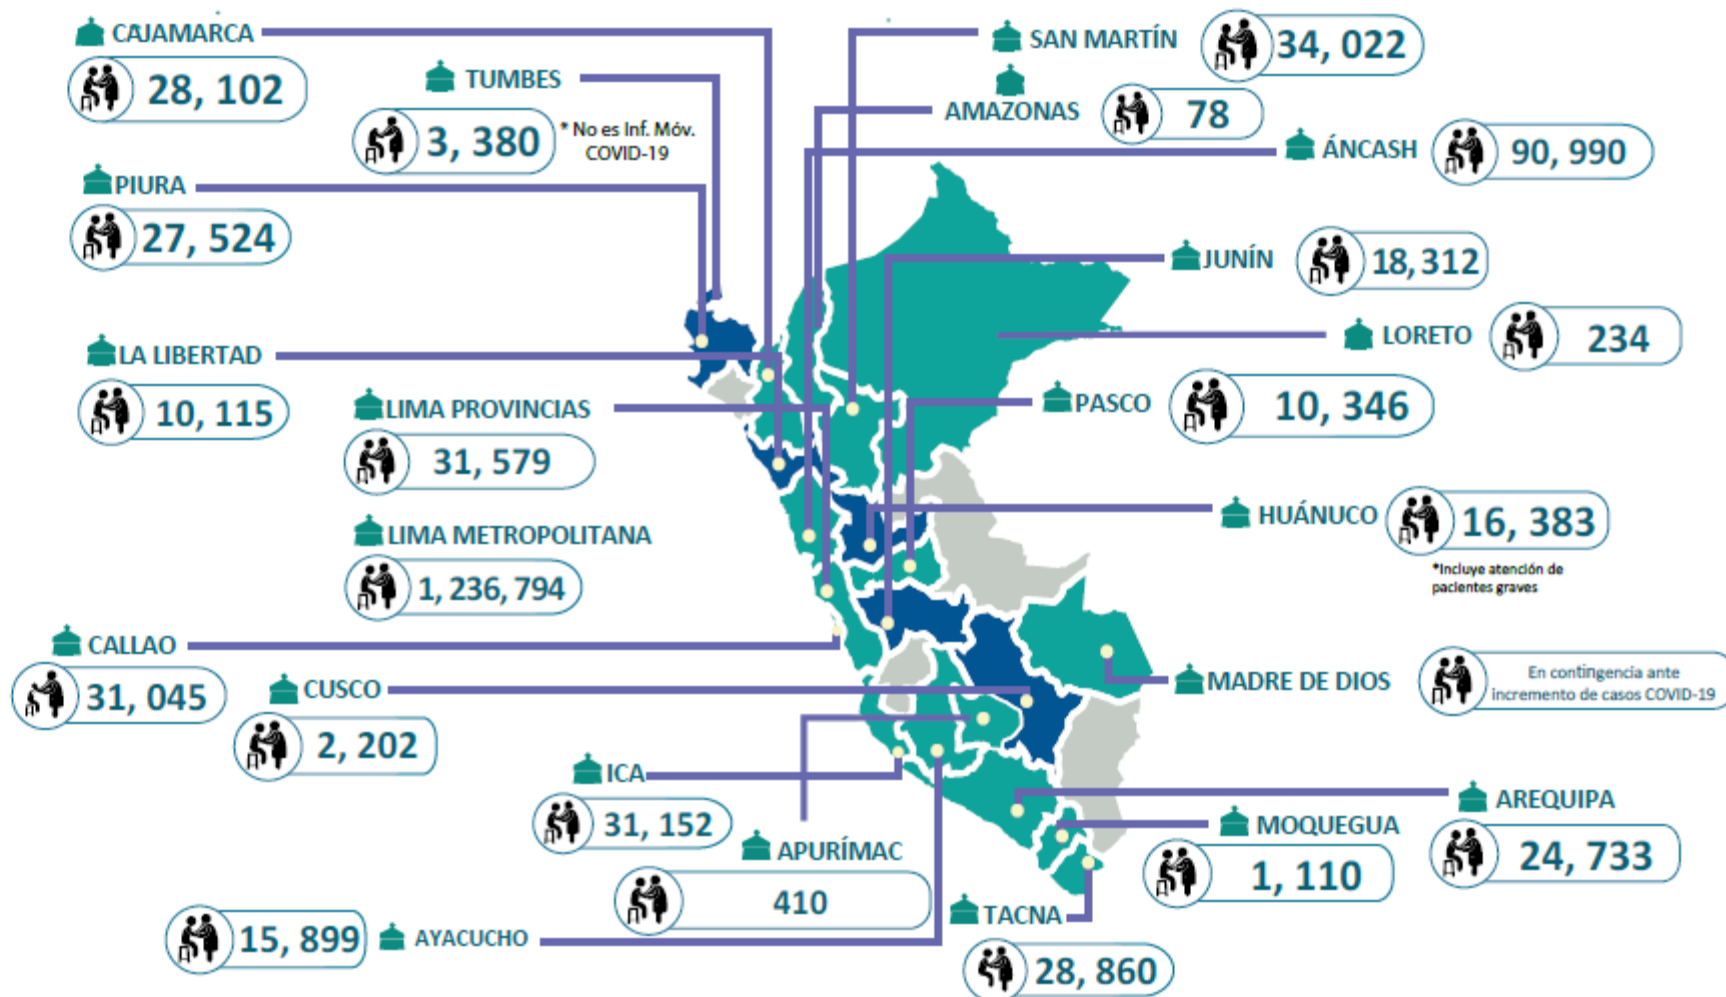 CAJAMARCA
28, 102
TUMBES
3, 380
* No es Inf. Móv.
COVID-19
PIURA
27, 524
LA LIBERTAD
10, 115
LIMA PROVINCIAS
31, 579
LIMA METROPOLITANA
1, 236, 794
CALLAO
31, 045
CUSCO
2, 202
ICA
31, 152
APURÍMAC
410
15, 899
AYACUCHO
SAN MARTÍN
34, 022
AMAZONAS
78
ÁNCASH
90, 990
JUNÍN
18, 312
LORETO
234
PASCO
10, 346
HUÁNUCO
16, 383
*Incluye atención de
pacientes graves
MADRE DE DIOS
En contingencia ante
incremento de casos COVID-19
AREQUIPA
24, 733
MOQUEGUA
1, 110
TACNA
28, 860